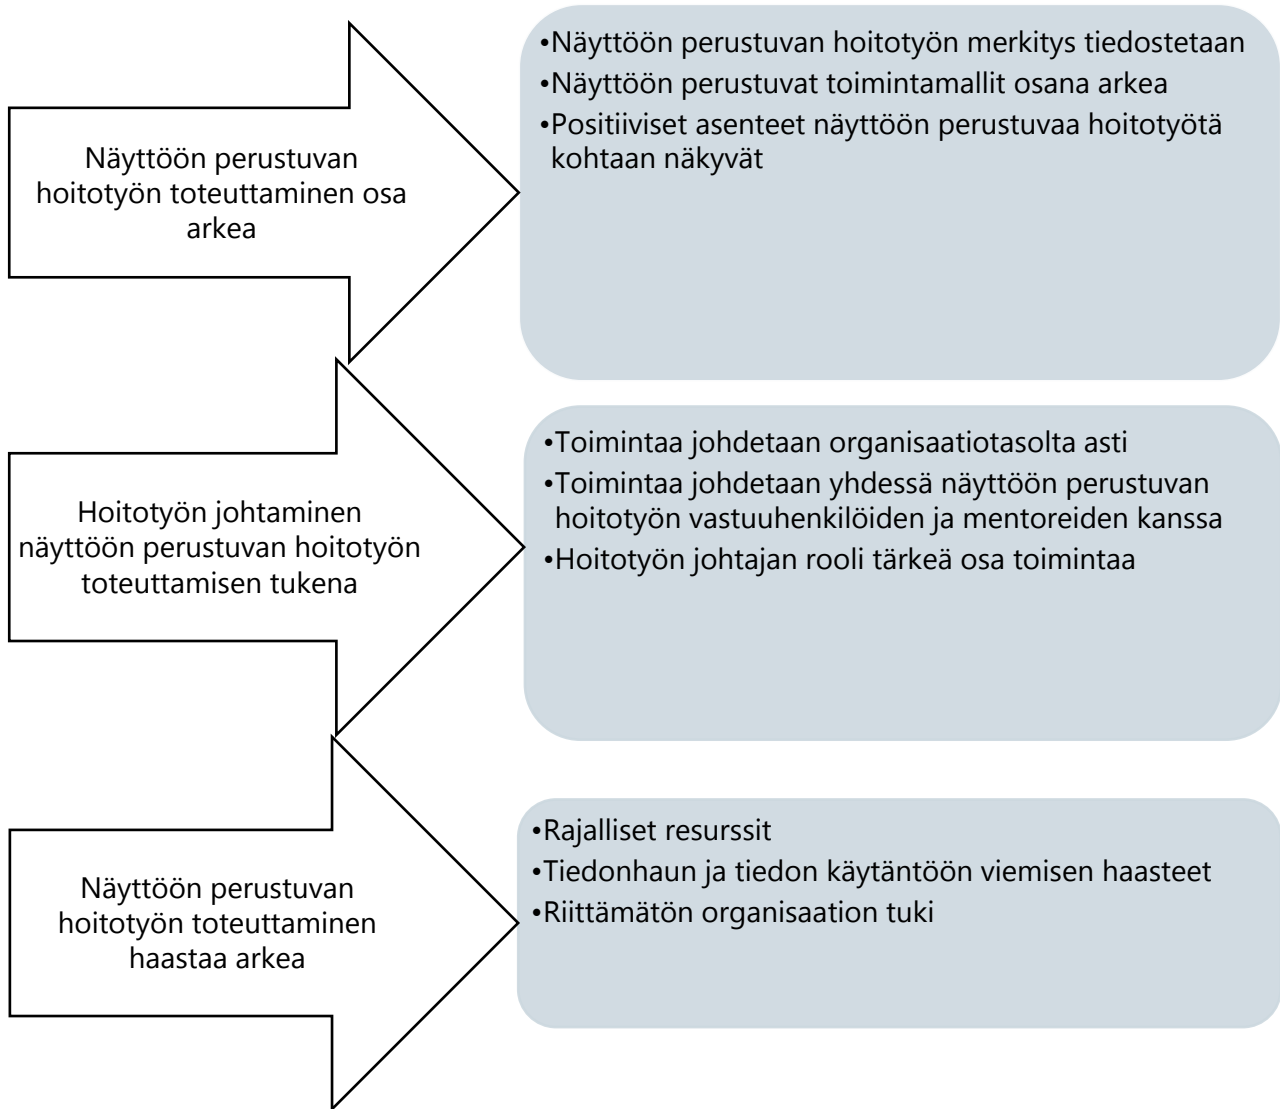 Näyttöön perustuvan
hoitotyön toteuttaminen osa
arkea
•Näyttöön perustuvan hoitotyön merkitys tiedostetaan
•Näyttöön perustuvat toimintamallit osana arkea
•Positiiviset asenteet näyttöön perustuvaa hoitotyötä
kohtaan näkyvät
Hoitotyön johtaminen
näyttöön perustuvan hoitotyön
toteuttamisen tukena
•Toimintaa johdetaan organisaatiotasolta asti
•Toimintaa johdetaan yhdessä näyttöön perustuvan
hoitotyön vastuuhenkilöiden ja mentoreiden kanssa
•Hoitotyön johtajan rooli tärkeä osa toimintaa
Näyttöön perustuvan
hoitotyön toteuttaminen
haastaa arkea
•Rajalliset resurssit
•Tiedonhaun ja tiedon käytäntöön viemisen haasteet
•Riittämätön organisaation tuki